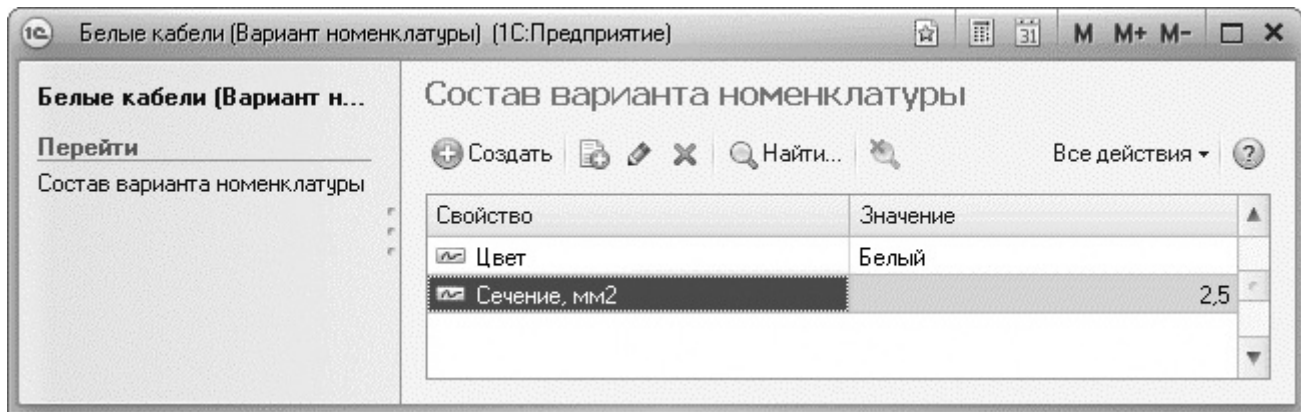 1С Белые кабели (Вариант номенклатуры) (1С:Предприятие) 31 M M+ M-
Белые кабели (Вариант н...
Перейти
Состав варианта номенклатуры
Состав варианта номенклатуры
Создать Найти... Все действия ?
Свойство Значение
Цвет Белый
Сечение, мм2 2,5